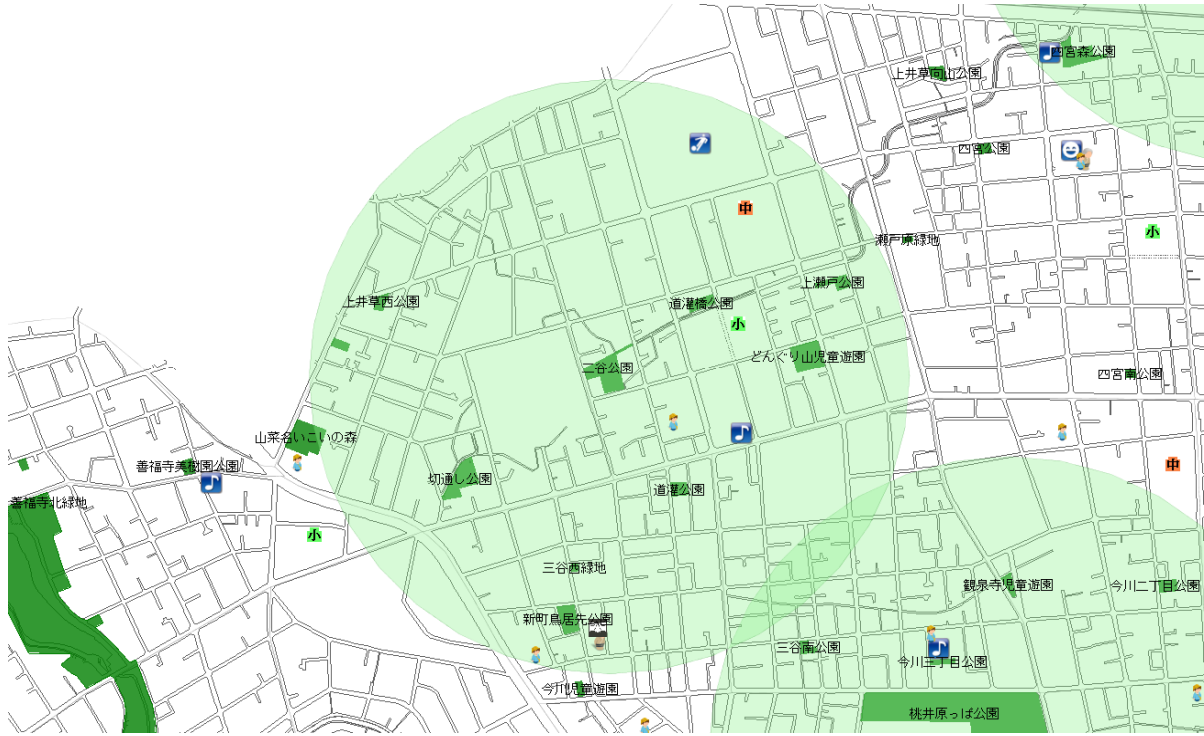 四宮森公園
上井草向山公園
四宮公園
中
小
瀬戸原緑地
上瀬戸公園
上井草西公園
道灌橋公園
小
どんぐり山児童遊園
三谷公園
四宮南公園
山菜名いこいの森
善福寺美樹園公園
中
切通し公園
道灌公園
善福寺北緑地
小
三谷西緑地
観泉寺児童遊園
今川二丁目公園
新町鳥居先公園
三谷南公園
今川三丁目公園
今川児童遊園
桃井原っぱ公園